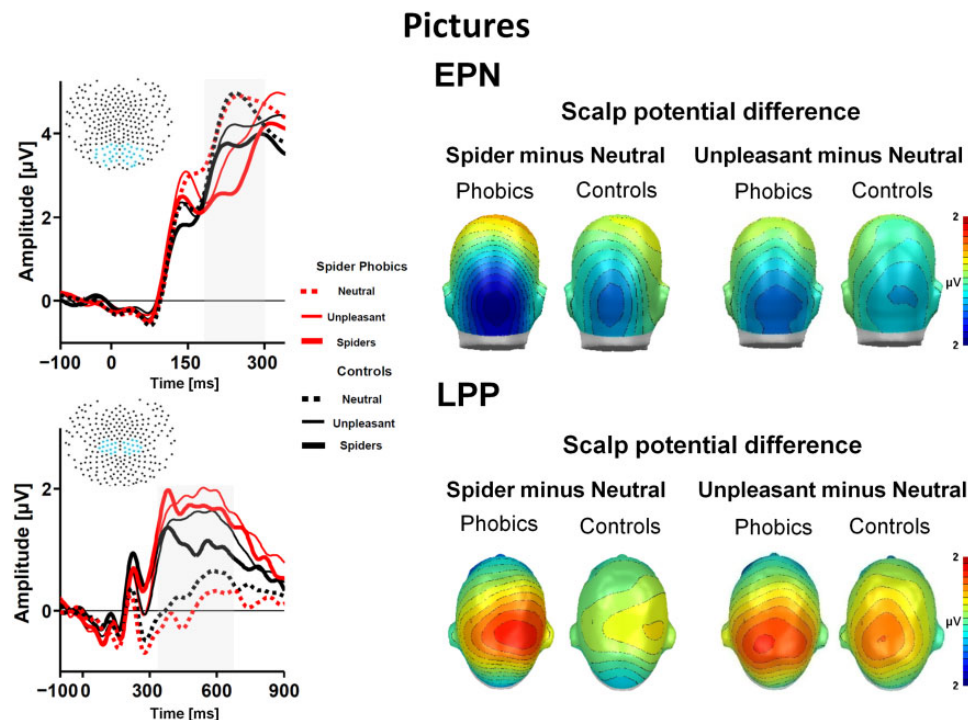 Pictures
Amplitude [µV]
4
2
0
-100 0 150 300
Time [ms]
Spider Phobics
Neutral
Unpleasant
Spiders
Controls
Neutral
Unpleasant
Spiders
Amplitude [µV]
2
0
-100 0 300 600 900
Time [ms]
EPN
Scalp potential difference
Spider minus Neutral Unpleasant minus Neutral
Phobics Controls Phobics Controls
2
µV
2
LPP
Scalp potential difference
Spider minus Neutral Unpleasant minus Neutral
Phobics Controls Phobics Controls
2
µV
2